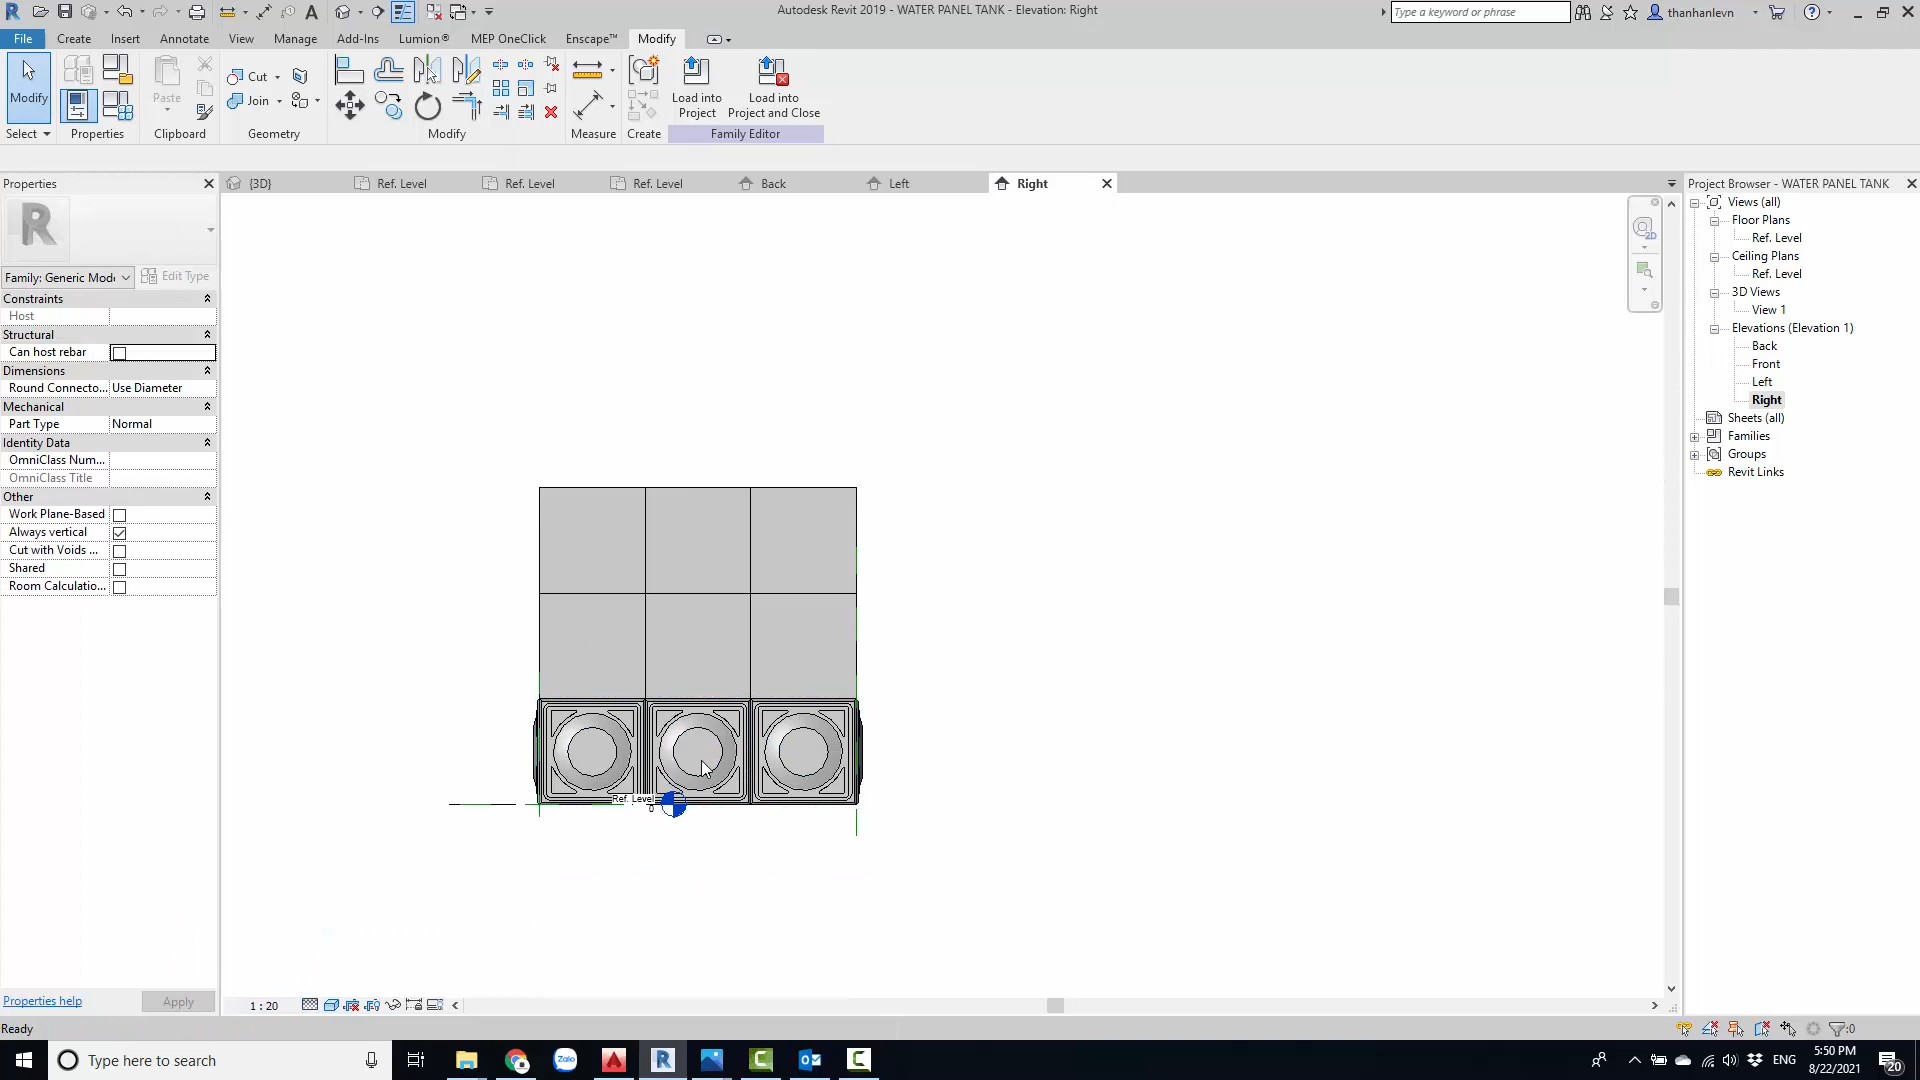 Autodesk Revit 2019 - WATER PANEL TANK - Elevation: Right
Type a keyword or phrase
thanhanlevn
File
Create
Insert
Annotate
View
Manage
Add-Ins
Lumion®
MEP OneClick
Enscape™
Modify
Modify
Paste
Cut
Join
Load into
Project
Load into
Project and Close
Select
Properties
Clipboard
Geometry
Modify
Measure
Create
Family Editor
Properties
{3D}
Ref. Level
Ref. Level
Ref. Level
Back
Left
Right
Project Browser - WATER PANEL TANK
R
Family: Generic Mod
Edit Type
Constraints
Host
Structural
Can host rebar
Dimensions
Round Connecto... Use Diameter
Mechanical
Part Type Normal
Identity Data
OmniClass Num...
OmniClass Title
Other
Work Plane-Based
Always vertical
Cut with Voids ...
Shared
Room Calculatio...
Properties help
Apply
2D
Ref. Level
0
Views (all)
Floor Plans
Ref. Level
Ceiling Plans
Ref. Level
3D Views
View 1
Elevations (Elevation 1)
Back
Front
Left
Right
Sheets (all)
Families
Groups
Revit Links
1 : 20
Ready
:0
Type here to search
Zalo
ENG
5:50 PM
8/22/2021
20